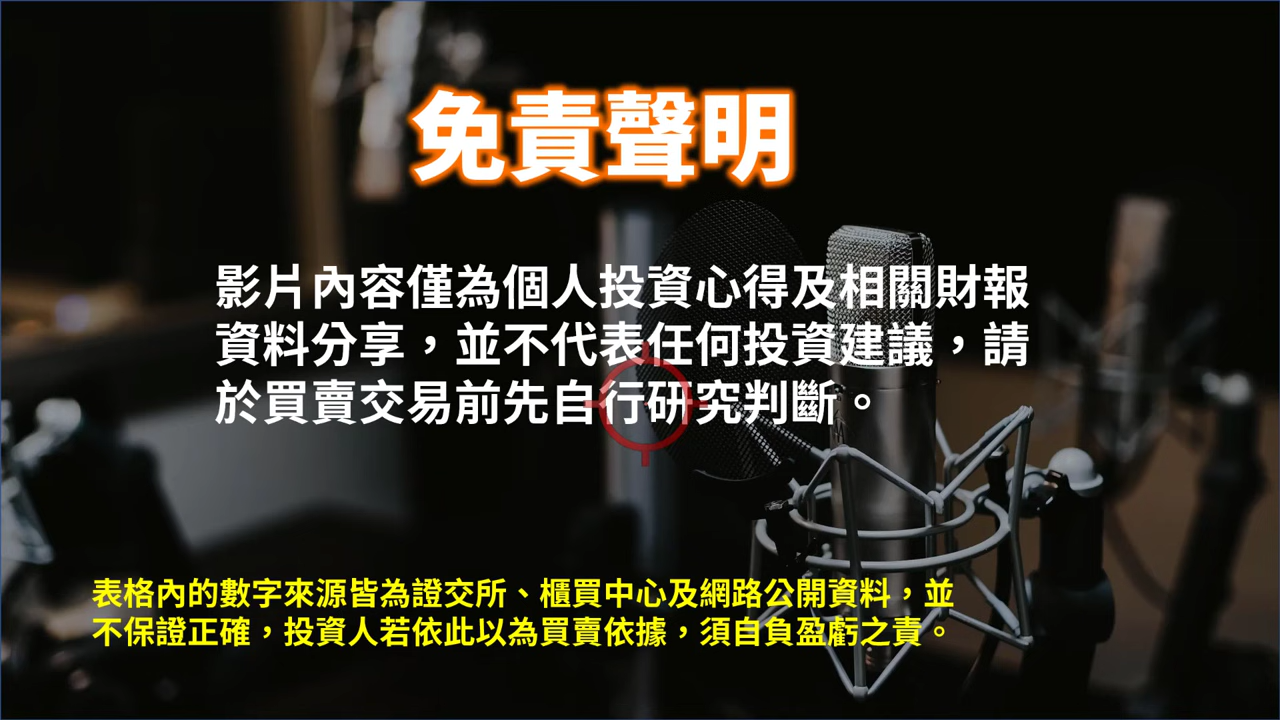 免責聲明
影片內容僅為個人投資心得及相關財報
資料分享，並不代表任何投資建議，請
於買賣交易前先自行研究判斷。
表格內的數字來源皆為證交所、櫃買中心及網路公開資料，並
不保證正確，投資人若依此以為買賣依據，須自負盈虧之責。